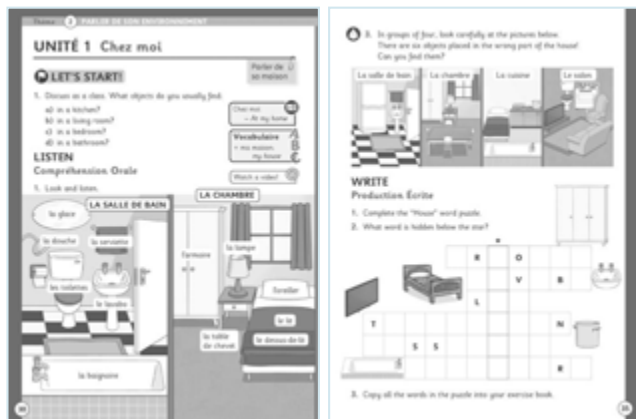 Thème 2 PARLER DE SON ENVIRONNEMENT
UNITÉ 1 Chez moi
LET'S START!
Parler de
sa maison
1. Discuss as a class. What objects do you usually find:
a) in a kitchen?
b) in a living room?
c) in a bedroom?
d) in a bathroom?
Chez moi
= At my home
Vocabulaire
ma maison
my house
A
B
C
Watch a video!
LISTEN
Compréhension Orale
1. Look and listen.
LA SALLE DE BAIN
LA CHAMBRE
la glace
la douche
la serviette
l'armoire
la lampe
les toilettes
le lavabo
l'oreiller
le lit
la table
de chevet
le dessus-de-lit
la baignoire
3. In groups of four, look carefully at the pictures below.
There are six objects placed in the wrong part of the house!
Can you find them?
La salle de bain
La chambre
La cuisine
Le salon
WRITE
Production Écrite
1. Complete the "House" word puzzle.
2. What word is hidden below the star?
R O
V B
L
T N
S S
R
3. Copy all the words in the puzzle into your exercise book.